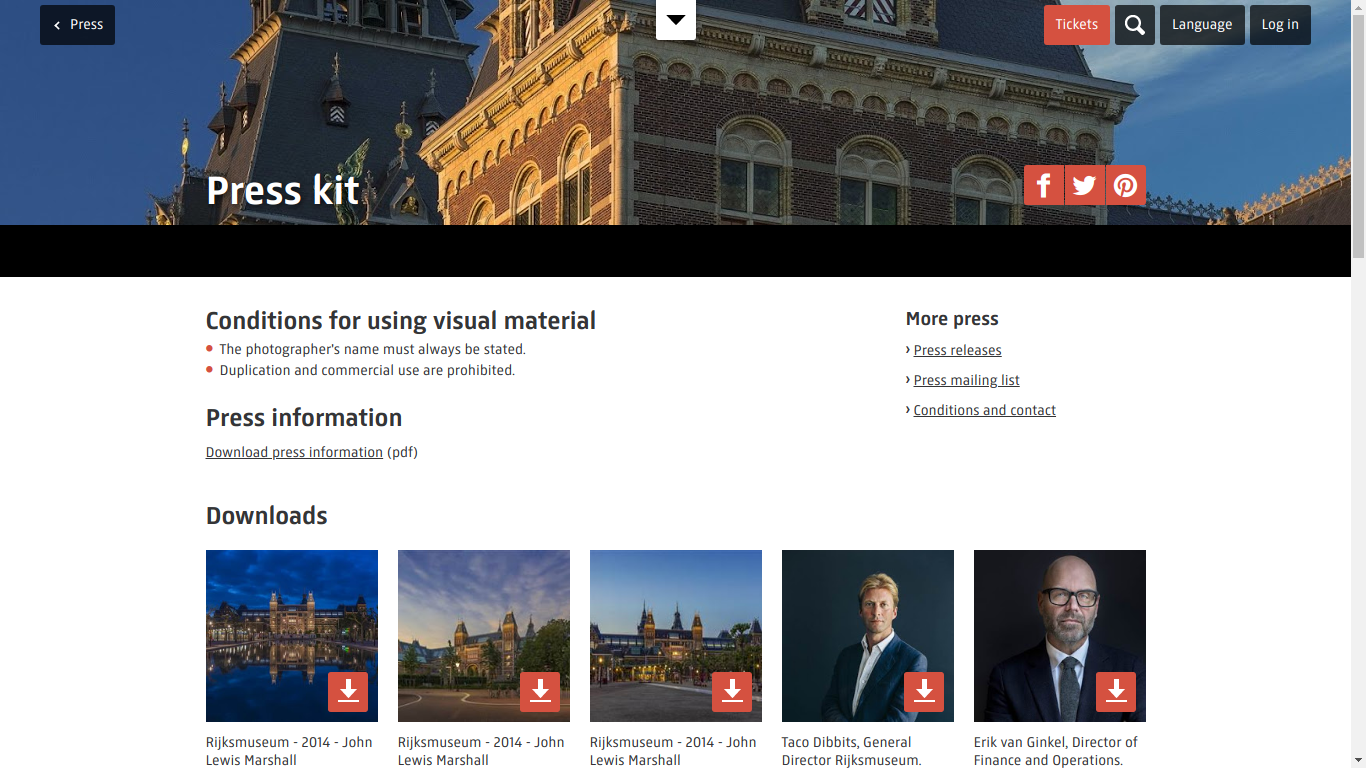 Press
Tickets
Language
Log in
Press kit
Conditions for using visual material
The photographer's name must always be stated.
Duplication and commercial use are prohibited.
Press information
Download press information (pdf)
More press
Press releases
Press mailing list
Conditions and contact
Downloads
Rijksmuseum - 2014 - John
Lewis Marshall
Rijksmuseum - 2014 - John
Lewis Marshall
Rijksmuseum - 2014 - John
Lewis Marshall
Taco Dibbits, General
Director Rijksmuseum.
Erik van Ginkel, Director of
Finance and Operations.